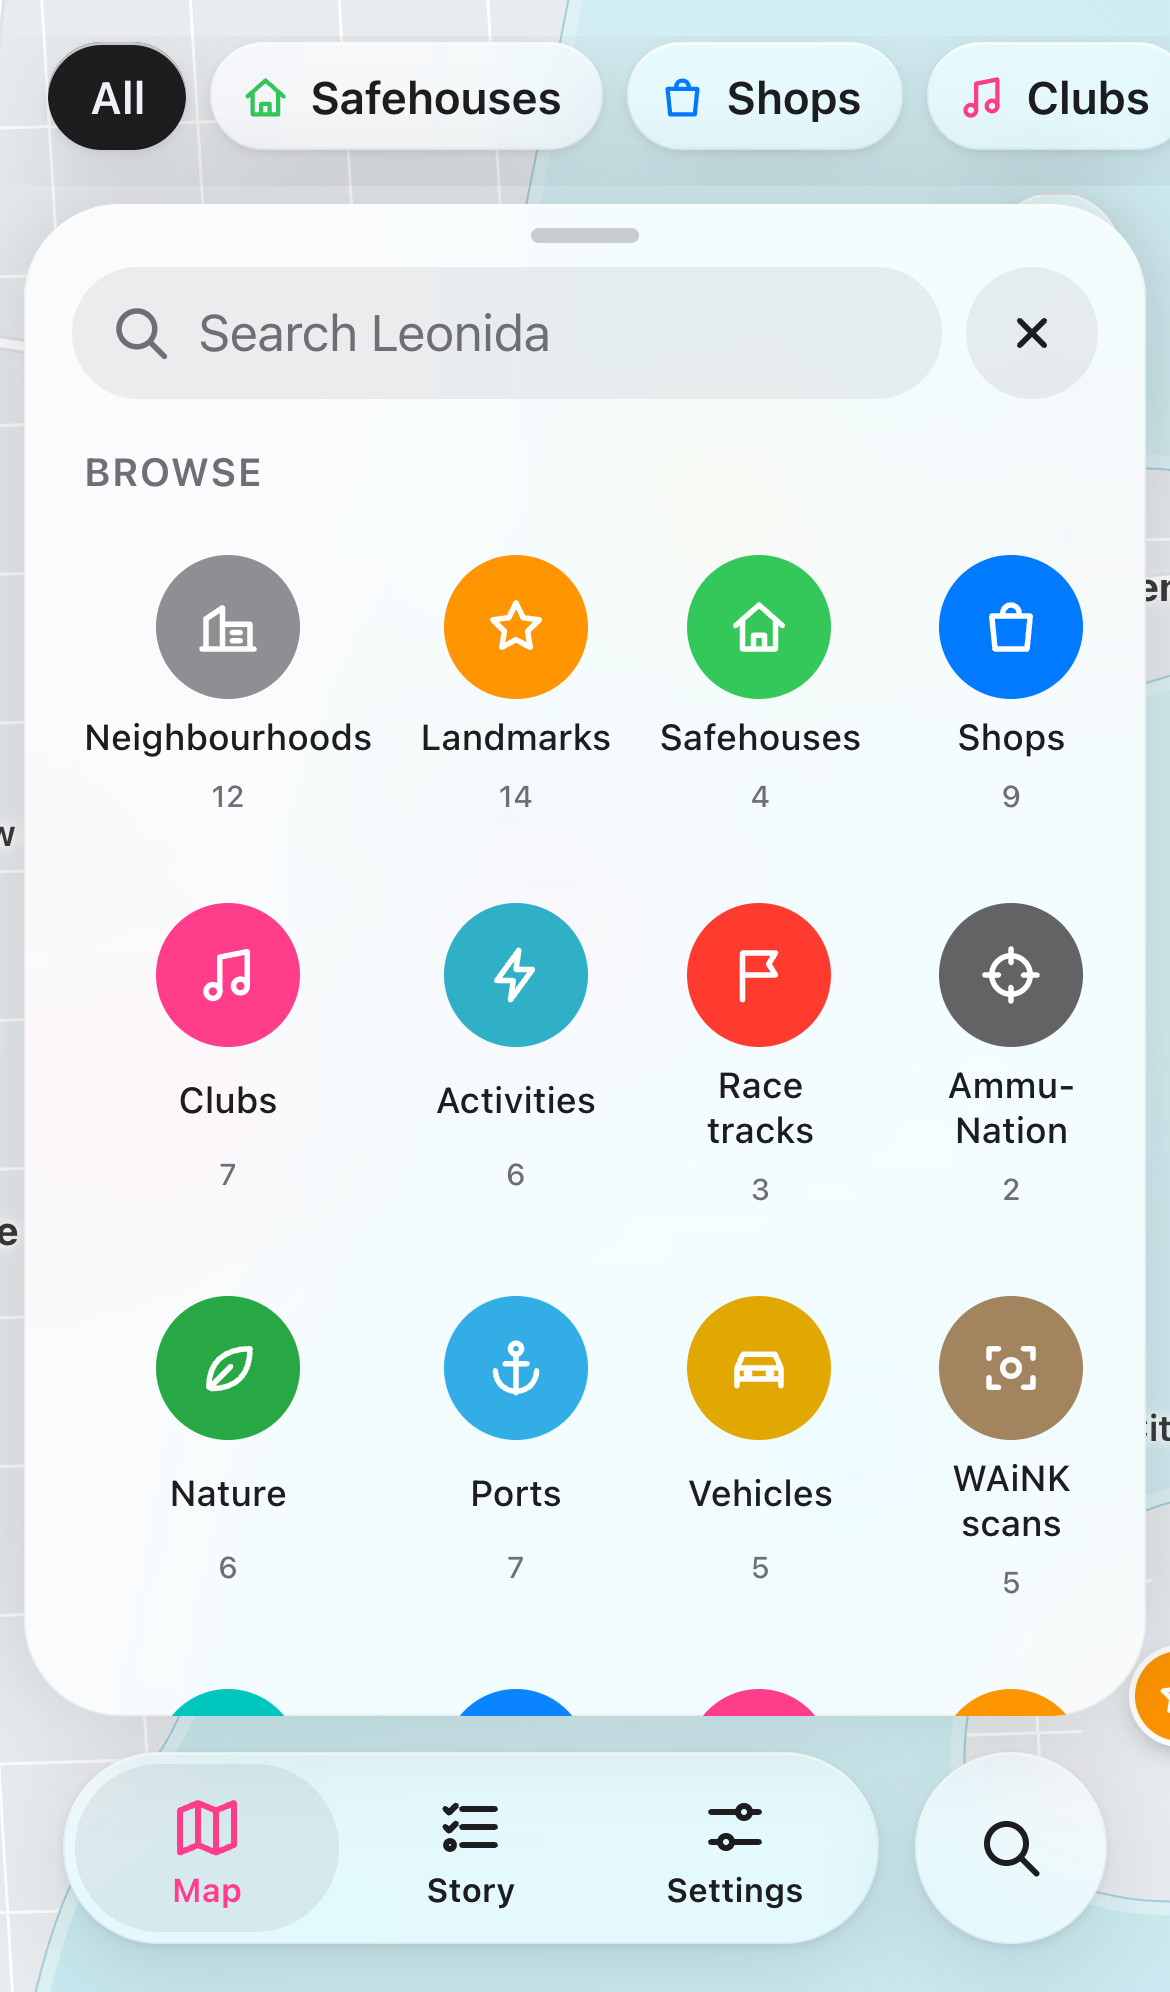 All Safehouses Shops Clubs
Search Leonida
BROWSE
Neighbourhoods Landmarks Safehouses Shops
12 14 4 9
Clubs Activities Race tracks Ammu-Nation
7 6 3 2
Nature Ports Vehicles WAiNK scans
6 7 5 5
Map Story Settings